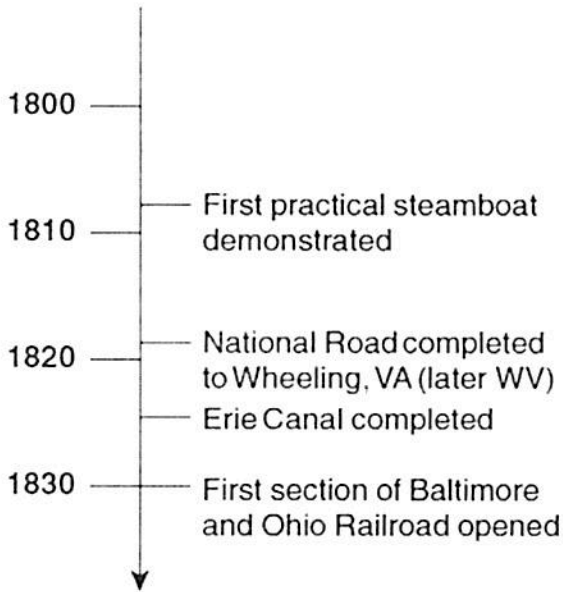 1800
First practical steamboat
1810
demonstrated
National Road completed
1820
to Wheeling, VA (later WV)
Erie Canal completed
1830
First section of Baltimore
and Ohio Railroad opened